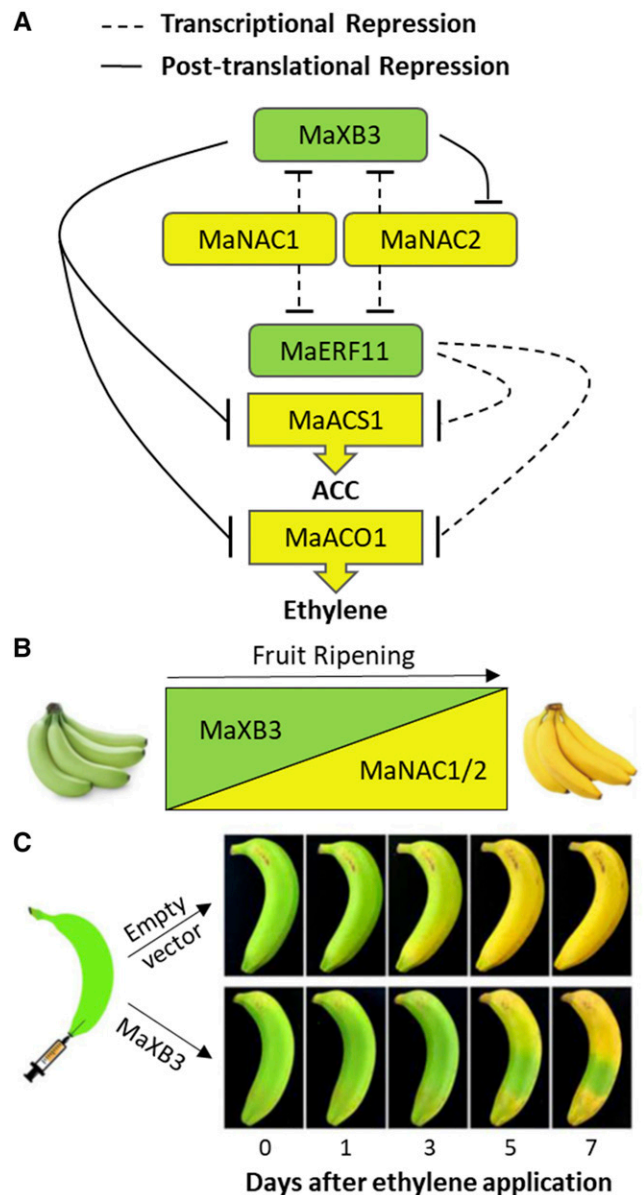 A
Transcriptional Repression
Post-translational Repression
MaXB3
MaNAC1
MaNAC2
MaERF11
MaACS1
ACC
MaACO1
Ethylene
B
Fruit Ripening
MaXB3
MaNAC1/2
C
Empty
vector
MaXB3
0 1 3 5 7
Days after ethylene application